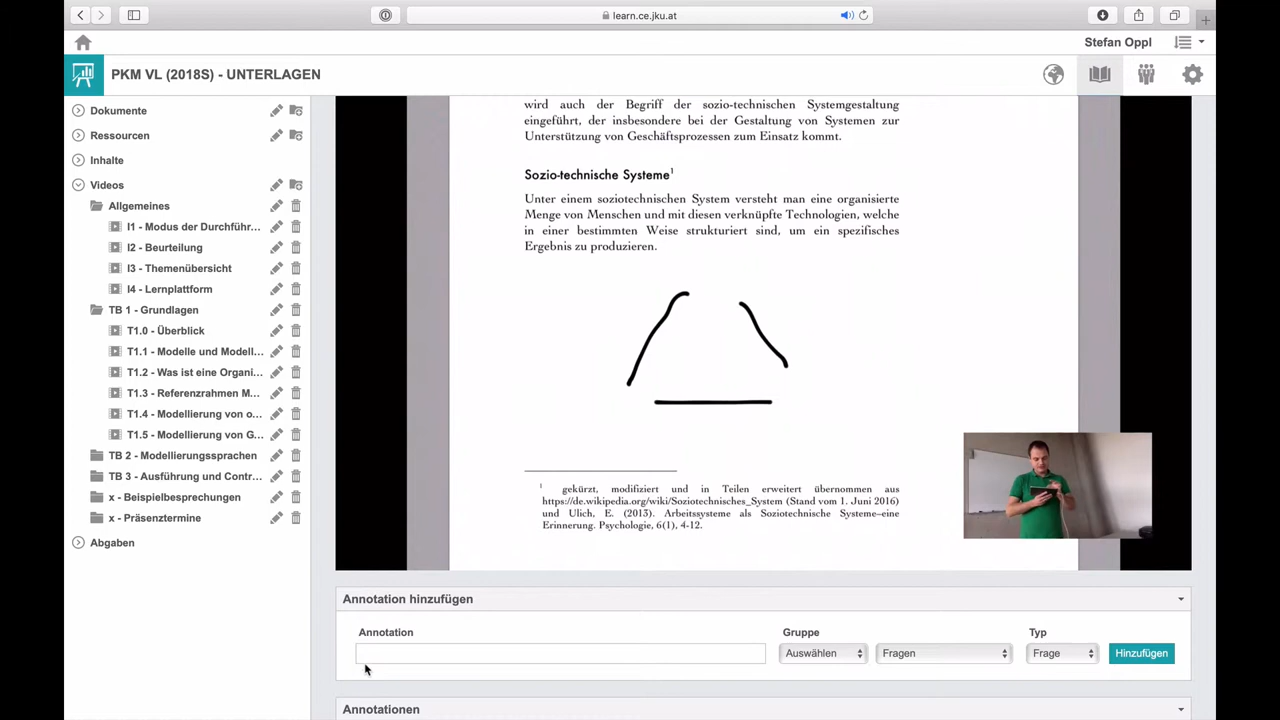 learn.ce.jku.at
Stefan Oppl
PKM VL (2018S) - UNTERLAGEN
Dokumente
Ressourcen
Inhalte
Videos
Allgemeines
I1 - Modus der Durchführ...
I2 - Beurteilung
I3 - Themenübersicht
I4 - Lernplattform
TB 1 - Grundlagen
T1.0 - Überblick
T1.1 - Modelle und Modell...
T1.2 - Was ist eine Organi...
T1.3 - Referenzrahmen M...
T1.4 - Modellierung von o...
T1.5 - Modellierung von G...
TB 2 - Modellierungssprachen
TB 3 - Ausführung und Contr...
x - Beispielbesprechungen
x - Präsenztermine
Abgaben
wird auch der Begriff der sozio-technischen Systemgestaltung
eingeführt, der insbesondere bei der Gestaltung von Systemen zur
Unterstützung von Geschäftsprozessen zum Einsatz kommt.
Sozio-technische Systeme¹
Unter einem soziotechnischen System versteht man eine organisierte
Menge von Menschen und mit diesen verknüpfte Technologien, welche
in einer bestimmten Weise strukturiert sind, um ein spezifisches
Ergebnis zu produzieren.
¹ gekürzt, modifiziert und in Teilen erweitert übernommen aus
https://de.wikipedia.org/wiki/Soziotechnisches_System (Stand vom 1. Juni 2016)
und Ulich, E. (2013). Arbeitssysteme als Soziotechnische Systeme–eine
Erinnerung. Psychologie, 6(1), 4-12.
Annotation hinzufügen
Annotation Gruppe Typ
Auswählen Fragen Frage Hinzufügen
Annotationen